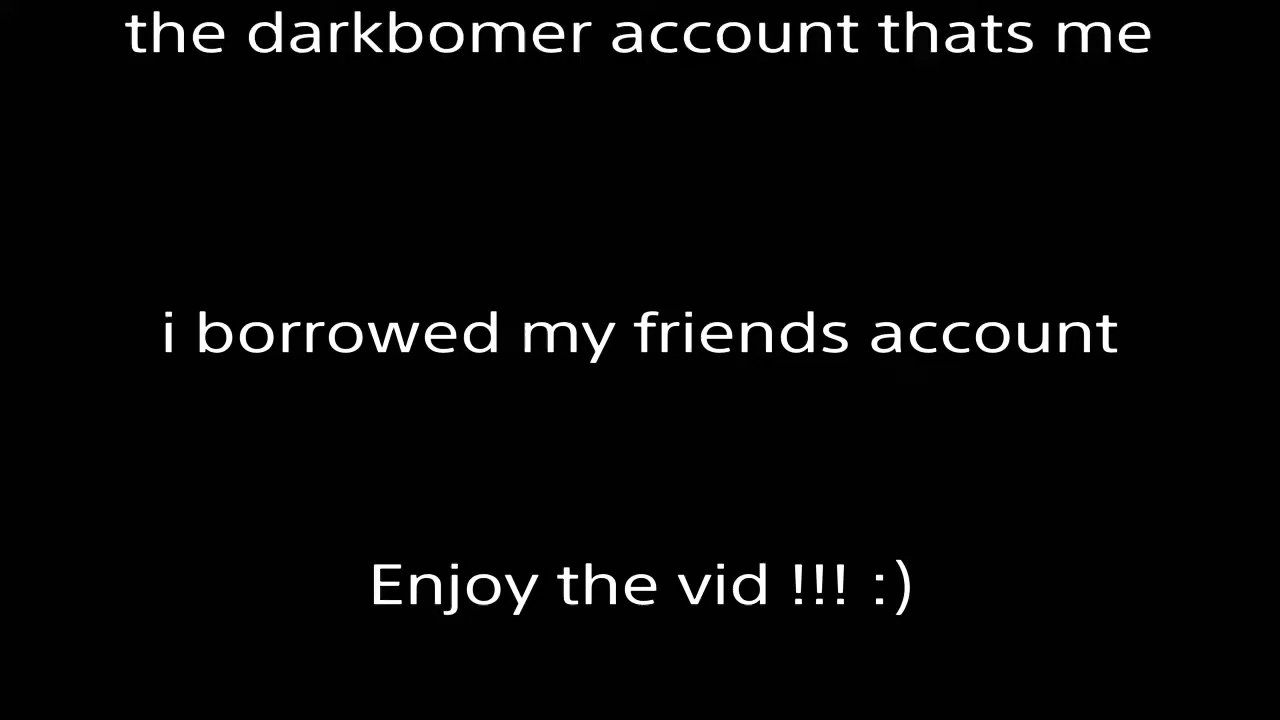 the darkbomer account thats me
i borrowed my friends account
Enjoy the vid !!! :)